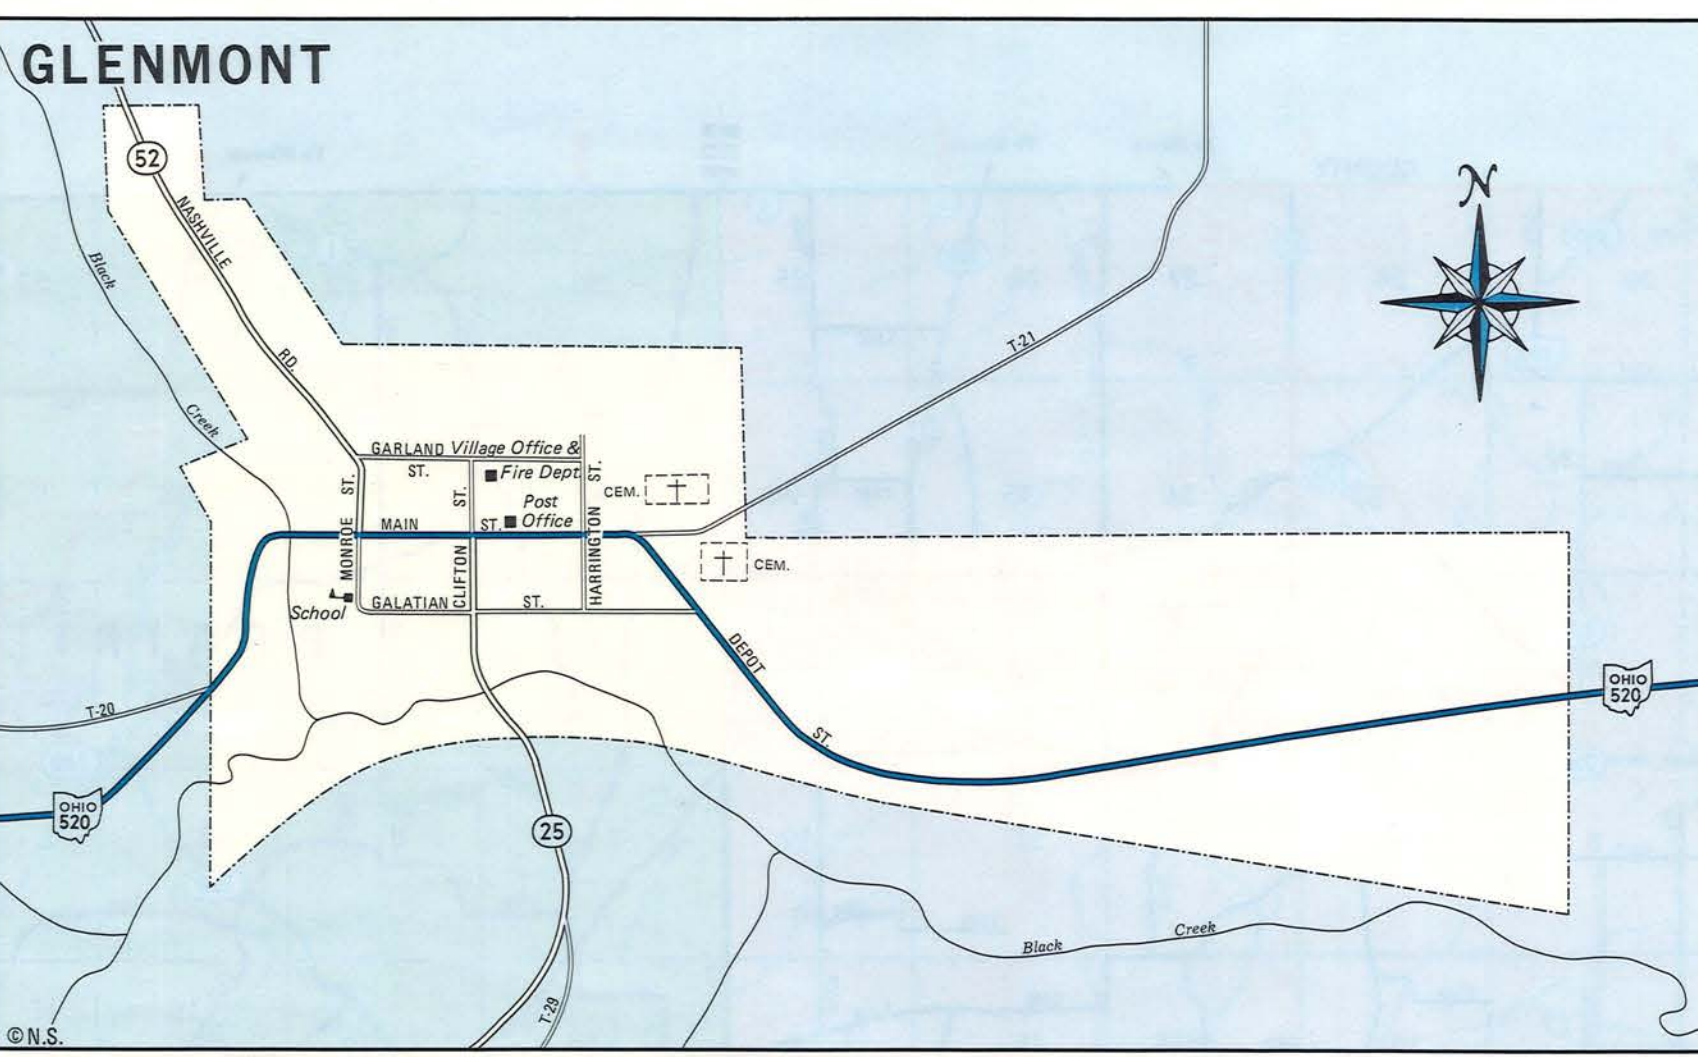 GLENMONT
52
NASHVILLE
RD.
Black
Creek
N
T-21
GARLAND
ST.
Village Office &
Fire Dept.
Post
Office
MONROE ST.
MAIN
ST.
CLIFTON ST.
HARRINGTON ST.
CEM.
CEM.
School
GALATIAN
ST.
DEPOT
ST.
T-20
OHIO
520
OHIO
520
25
T-29
Black
Creek
©N.S.